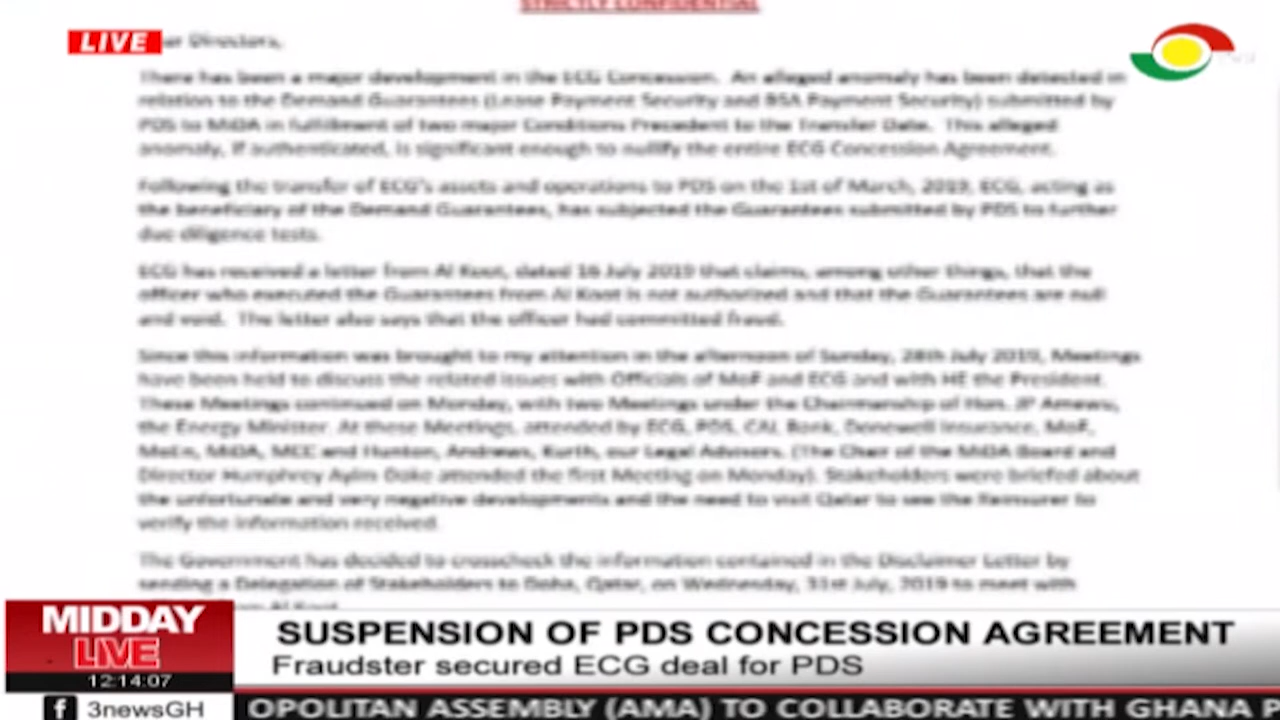 STRICTLY CONFIDENTIAL
LIVE
Directors,
There has been a major development in the ECG Concession. An alleged anomaly has been detected in
relation to the Demand Guarantees (Lease Payment Security and BSA Payment Security) submitted by
PDS to MiDA in fulfillment of two major Conditions Precedent to the Transfer Date. This alleged
anomaly, if authenticated, is significant enough to nullify the entire ECG Concession Agreement.
Following the transfer of ECG's assets and operations to PDS on the 1st of March, 2019, ECG, acting as
the beneficiary of the Demand Guarantees, has subjected the Guarantees submitted by PDS to further
due diligence tests.
ECG has received a letter from Al Koot, dated 16 July 2019 that claims, among other things, that the
officer who executed the Guarantees from Al Koot is not authorized and that the Guarantees are null
and void. The letter also says that the officer had committed fraud.
Since this information was brought to my attention in the afternoon of Sunday, 28th July 2019, Meetings
have been held to discuss the related issues with Officials of MoF and ECG and with HE the President.
These Meetings continued on Monday, with two Meetings under the Chairmanship of Hon. JP Amewu,
the Energy Minister. At these Meetings, attended by ECG, PDS, CAL Bank, Donewell Insurance, MoF,
MoEn, MiDA, MCC and Hunton, Andrews, Kurth, our Legal Advisors. (The Chair of the MiDA Board and
Director Humphrey Ayim Dake attended the first Meeting on Monday). Stakeholders were briefed about
the unfortunate and very negative developments and the need to visit Qatar to see the Reinsurer to
verify the information received.
The Government has decided to crosscheck the information contained in the Disclaimer Letter by
sending a Delegation of Stakeholders to Doha, Qatar, on Wednesday, 31st July, 2019 to meet with
Al Koot
MIDDAY
LIVE
12:14:07
SUSPENSION OF PDS CONCESSION AGREEMENT
Fraudster secured ECG deal for PDS
f 3newsGH
OPOLITAN ASSEMBLY (AMA) TO COLLABORATE WITH GHANA P